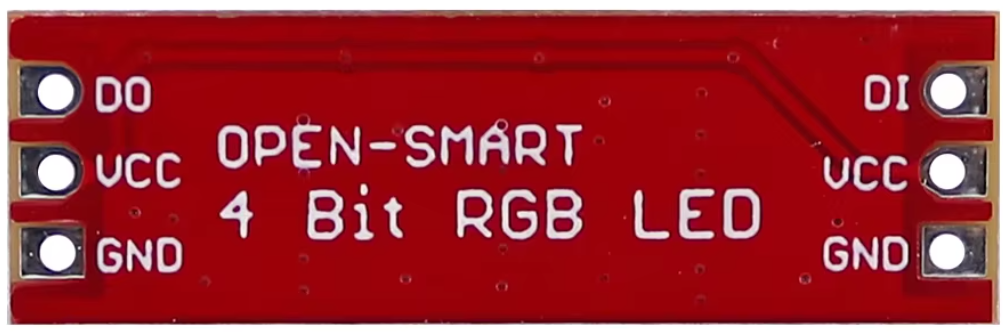 DO
DI
OPEN-SMART
VCC
VCC
4 Bit RGB LED
GND
GND